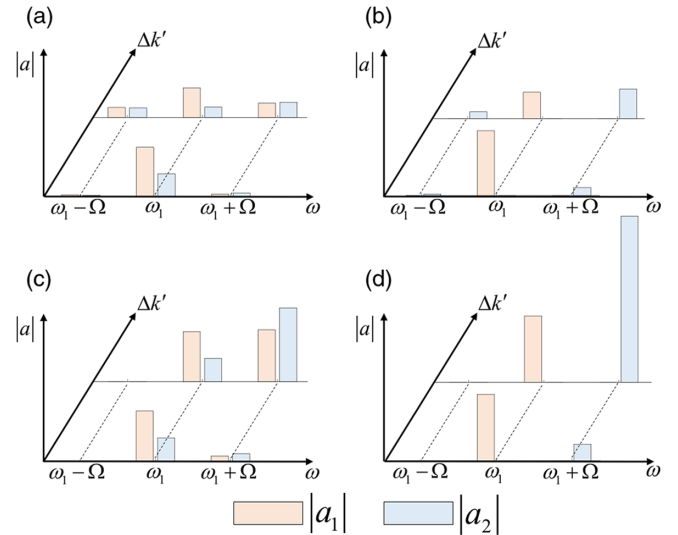 (a)
(b)
Δk′
Δk′
|a|
|a|
ω₁ − Ω
ω₁
ω₁ + Ω
ω
ω₁ − Ω
ω₁
ω₁ + Ω
ω
(c)
(d)
Δk′
Δk′
|a|
|a|
ω₁ − Ω
ω₁
ω₁ + Ω
ω
ω₁ − Ω
ω₁
ω₁ + Ω
ω
|a₁|
|a₂|